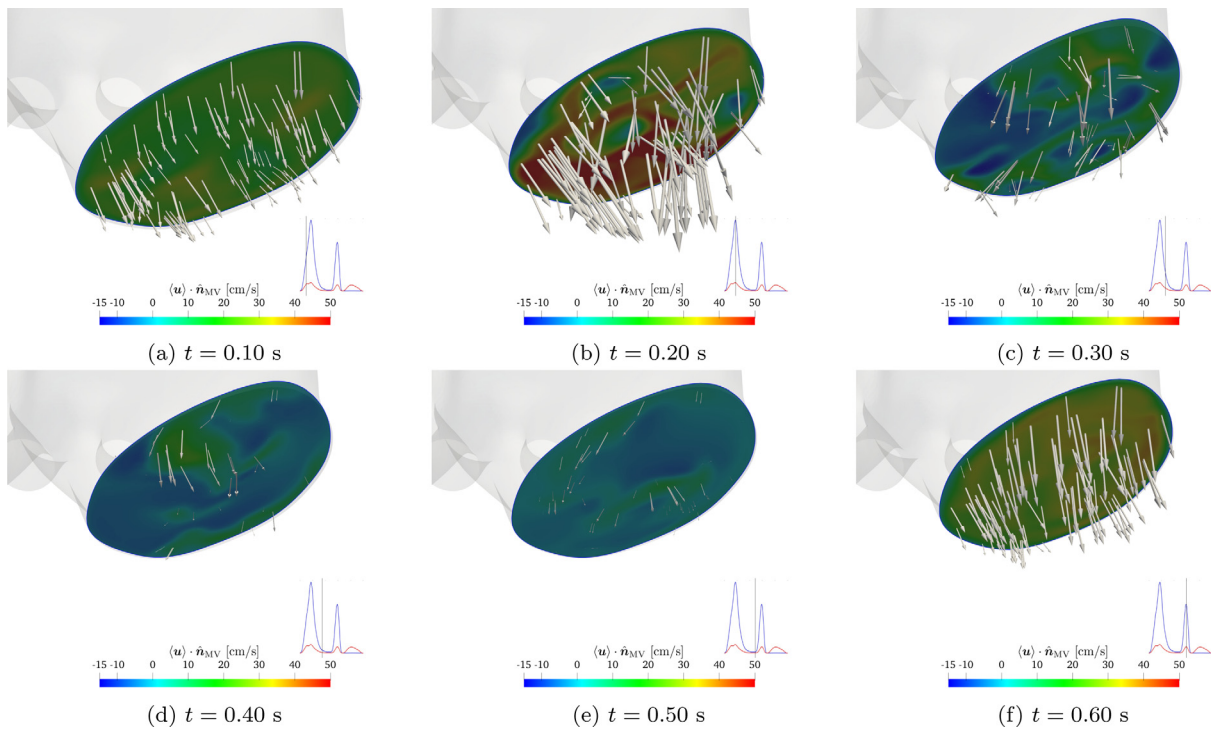 ⟨u⟩ · n̂MV [cm/s]
-15 -10 0 10 20 30 40 50
(a) t = 0.10 s
⟨u⟩ · n̂MV [cm/s]
-15 -10 0 10 20 30 40 50
(b) t = 0.20 s
⟨u⟩ · n̂MV [cm/s]
-15 -10 0 10 20 30 40 50
(c) t = 0.30 s
⟨u⟩ · n̂MV [cm/s]
-15 -10 0 10 20 30 40 50
(d) t = 0.40 s
⟨u⟩ · n̂MV [cm/s]
-15 -10 0 10 20 30 40 50
(e) t = 0.50 s
⟨u⟩ · n̂MV [cm/s]
-15 -10 0 10 20 30 40 50
(f) t = 0.60 s